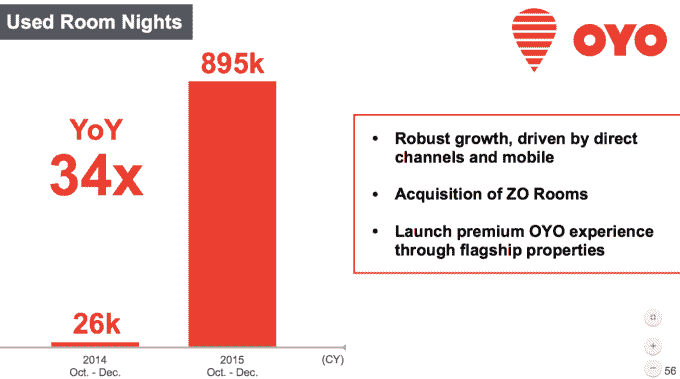 Used Room Nights
OYO
895k
YoY
34x
26k
2014
Oct. - Dec.
2015
Oct. - Dec.
(CY)
• Robust growth, driven by direct
channels and mobile
• Acquisition of ZO Rooms
• Launch premium OYO experience
through flagship properties
56